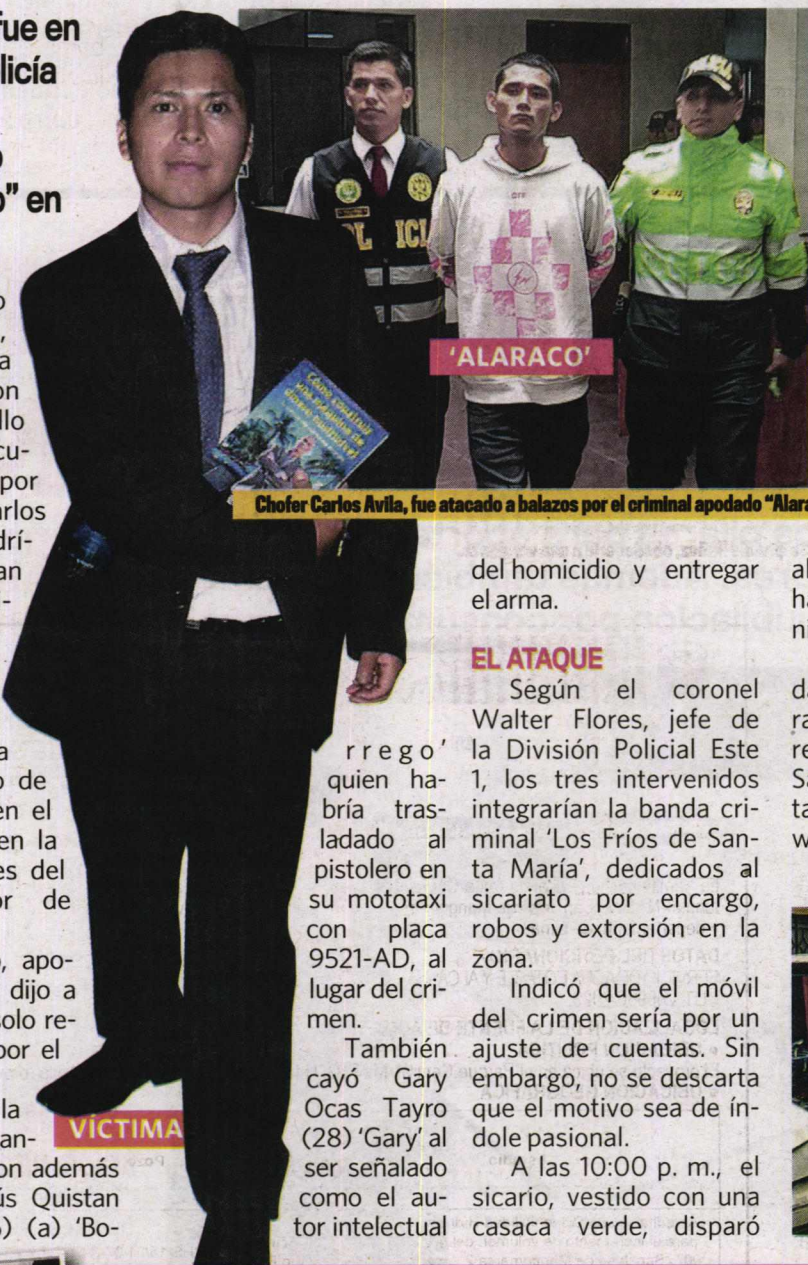 fue en
licía
o" en
'ALARACO'
Cómo construir
una máquina de
Chofer Carlos Avila, fue atacado a balazos por el criminal apodado "Alara
o
,
a
on
llo
cu-
por
arlos
drí-
an
-
a
o de
en el
en la
es del
or de
o, apo-
dijo a
solo re-
por el
la
an-
on además
ús Quistan
) (a) 'Bo-
VÍCTIMA
rrego'
quien ha-
bría tras-
ladado al
pistolero en
su mototaxi
con placa
9521-AD, al
lugar del cri-
men.
También
cayó Gary
Ocas Tayro
(28) 'Gary' al
ser señalado
como el au-
tor intelectual
del homicidio y entregar
el arma.
EL ATAQUE
Según el coronel
Walter Flores, jefe de
la División Policial Este
1, los tres intervenidos
integrarían la banda cri-
minal 'Los Fríos de San-
ta María', dedicados al
sicariato por encargo,
robos y extorsión en la
zona.
Indicó que el móvil
del crimen sería por un
ajuste de cuentas. Sin
embargo, no se descarta
que el motivo sea de ín-
dole pasional.
A las 10:00 p. m., el
sicario, vestido con una
casaca verde, disparó
al
ha
ni
da
ra
re
Sa
ta
w